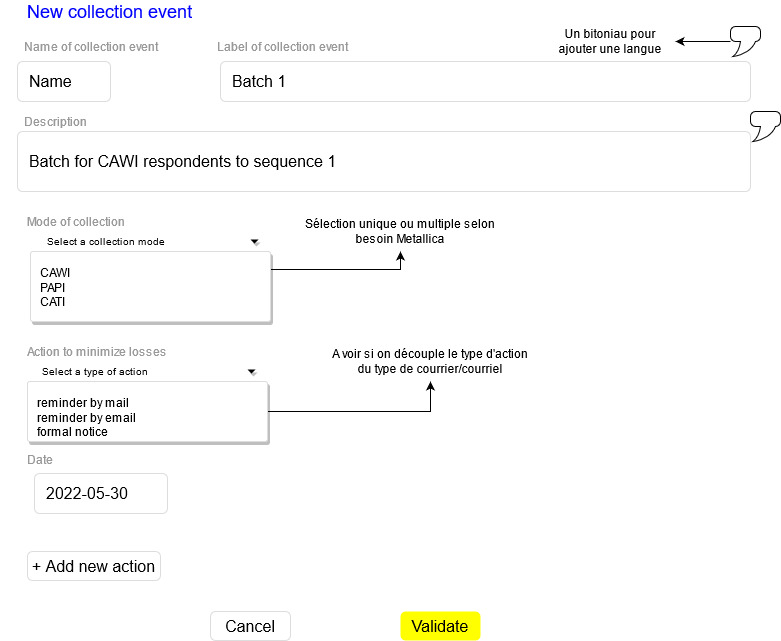 New collection event
Name of collection event
Label of collection event
Un bitoniau pour
ajouter une langue
Name
Batch 1
Description
Batch for CAWI respondents to sequence 1
Mode of collection
Select a collection mode
CAWI
PAPI
CATI
Sélection unique ou multiple selon
besoin Metallica
Action to minimize losses
Select a type of action
reminder by mail
reminder by email
formal notice
A voir si on découple le type d'action
du type de courrier/courriel
Date
2022-05-30
+ Add new action
Cancel
Validate